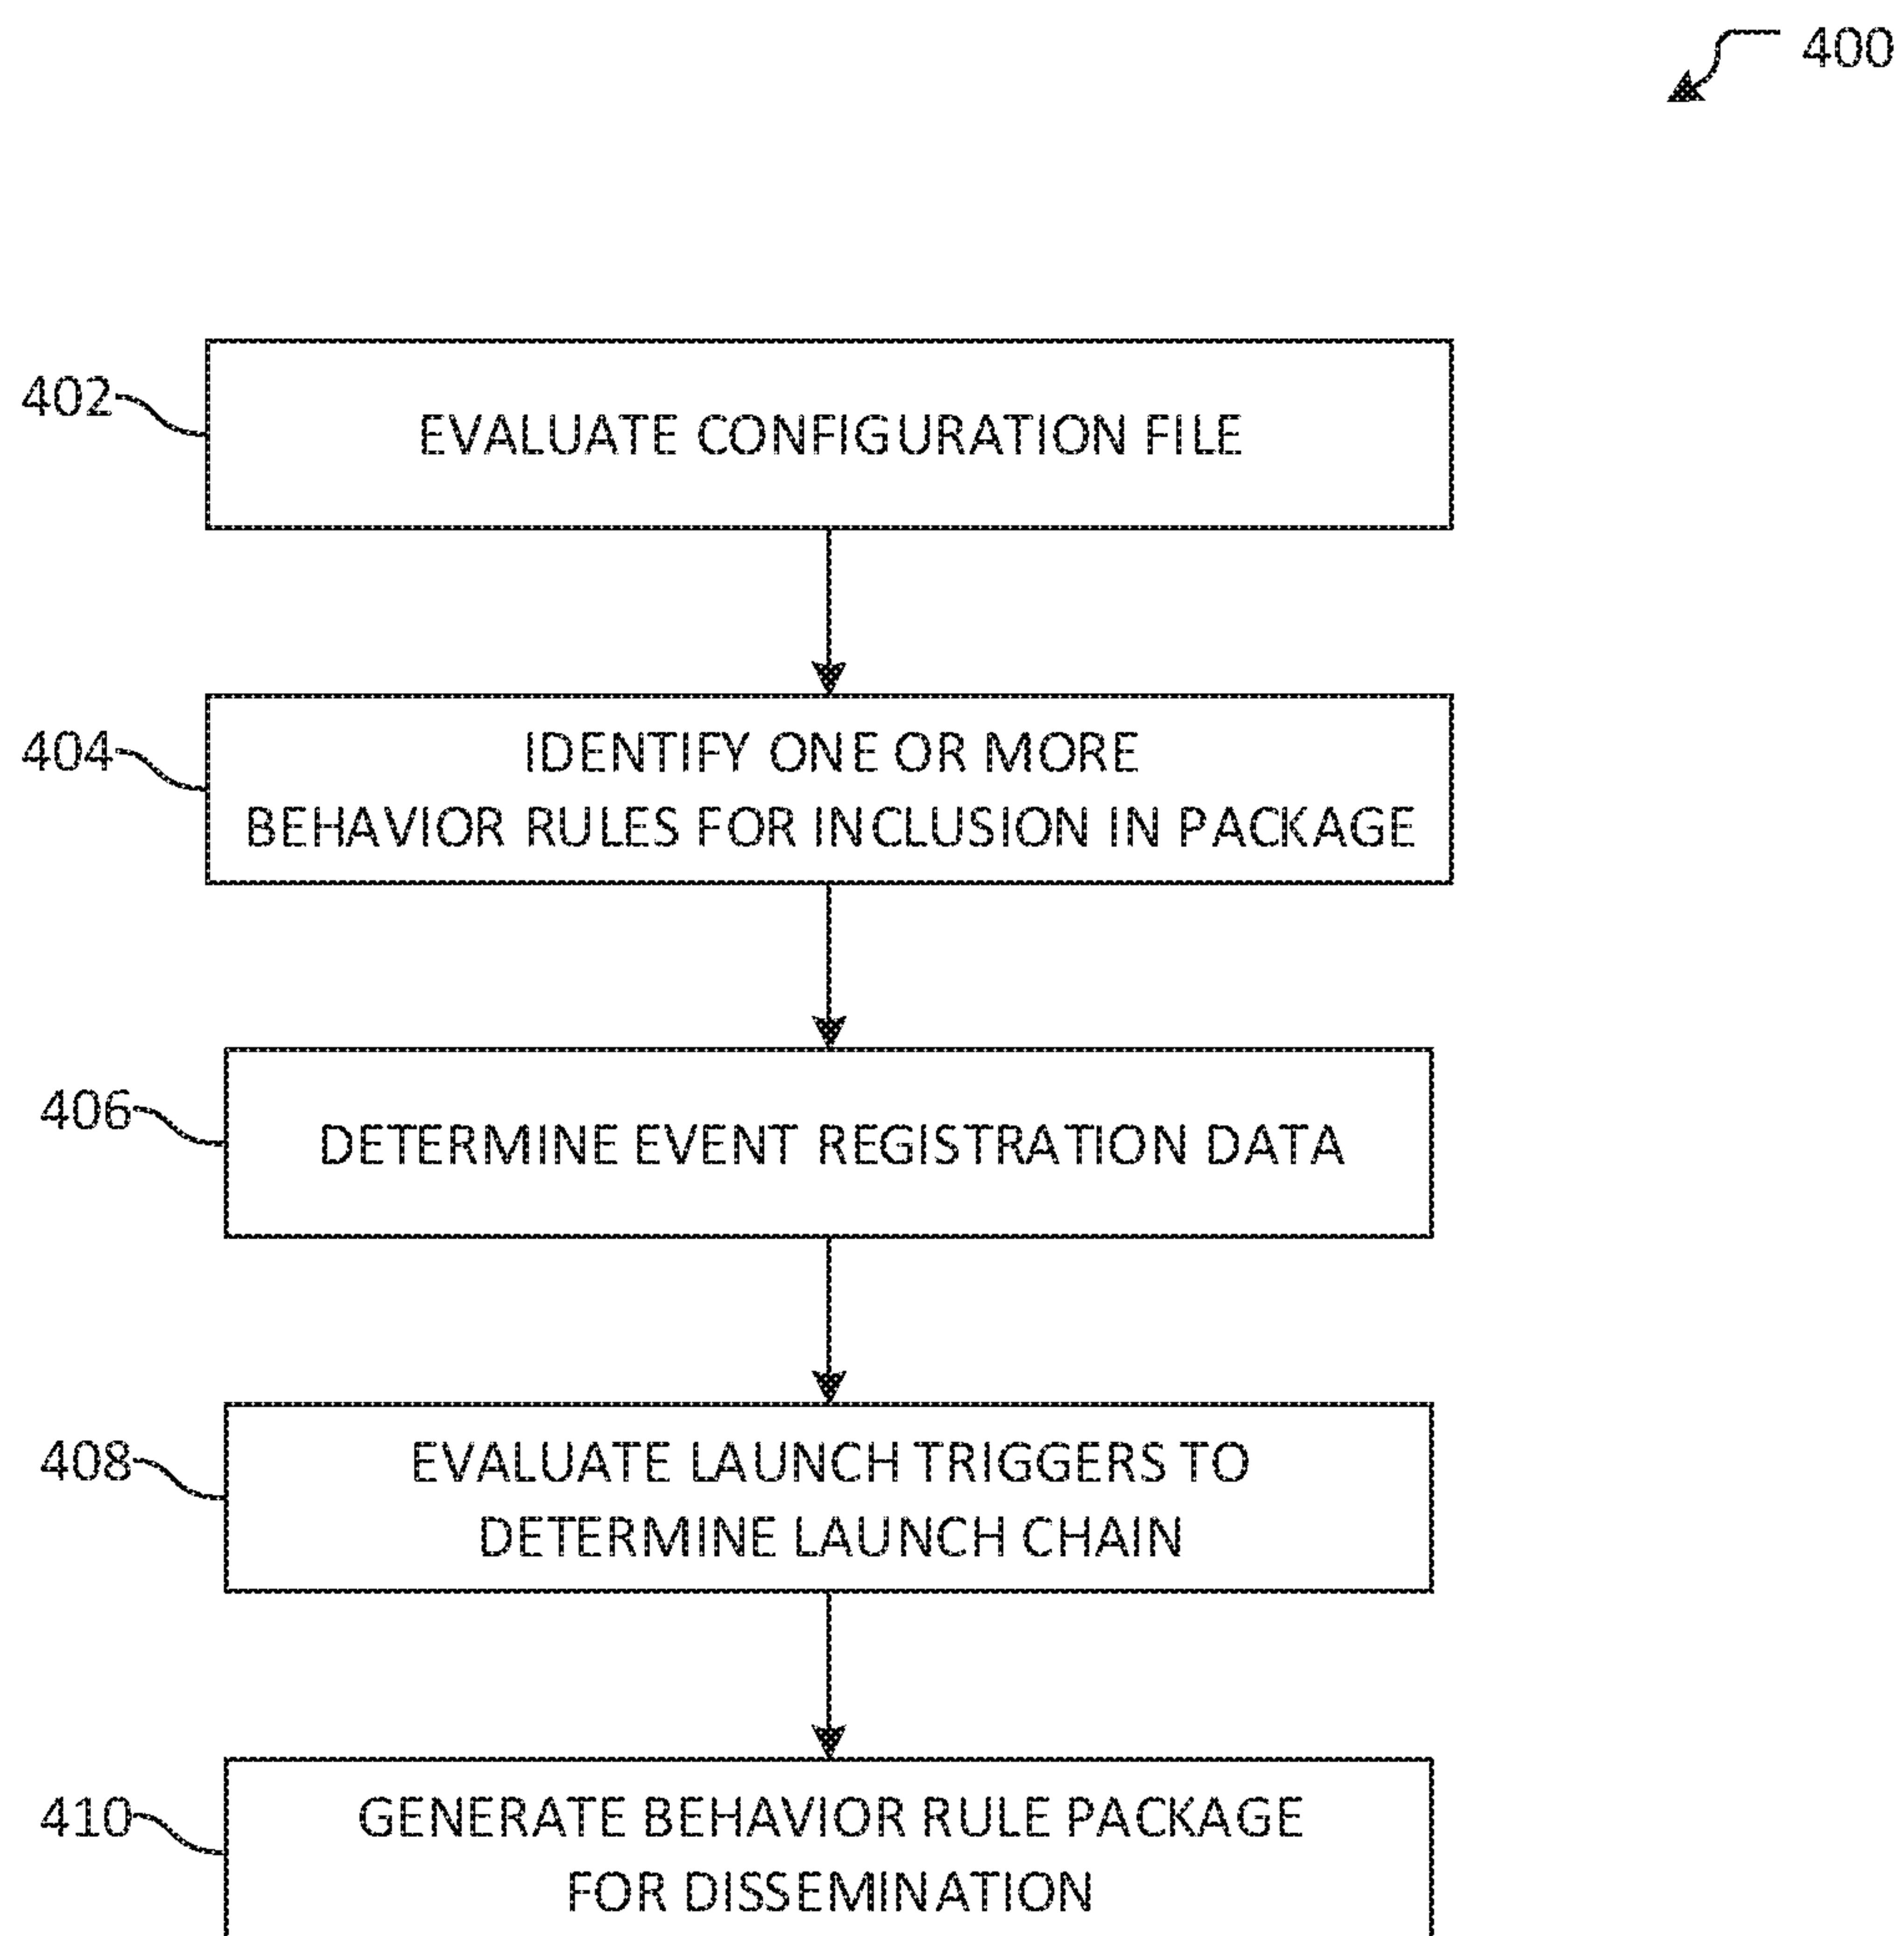 400
402
EVALUATE CONFIGURATION FILE
404
IDENTIFY ONE OR MORE
BEHAVIOR RULES FOR INCLUSION IN PACKAGE
406
DETERMINE EVENT REGISTRATION DATA
408
EVALUATE LAUNCH TRIGGERS TO
DETERMINE LAUNCH CHAIN
410
GENERATE BEHAVIOR RULE PACKAGE
FOR DISSEMINATION